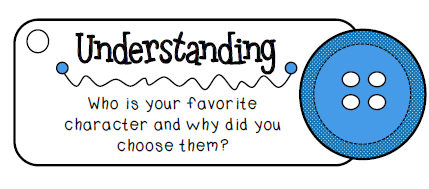 Understanding
Who is your favorite
character and why did you
choose them?